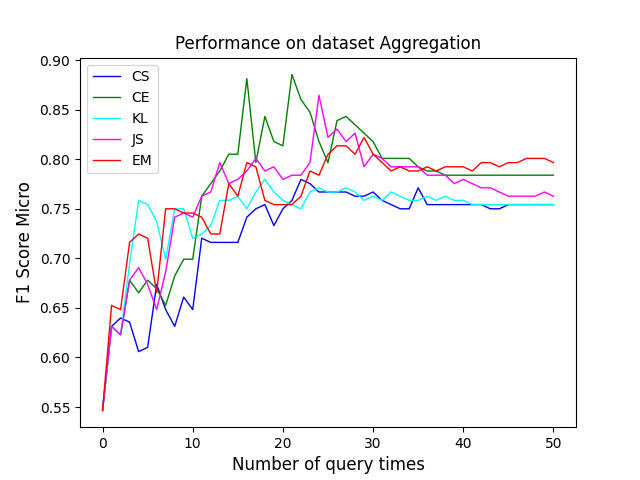 Performance on dataset Aggregation
CS
CE
KL
JS
EM
0.90
0.85
0.80
0.75
0.70
0.65
0.60
0.55
F1 Score Micro
0 10 20 30 40 50
Number of query times